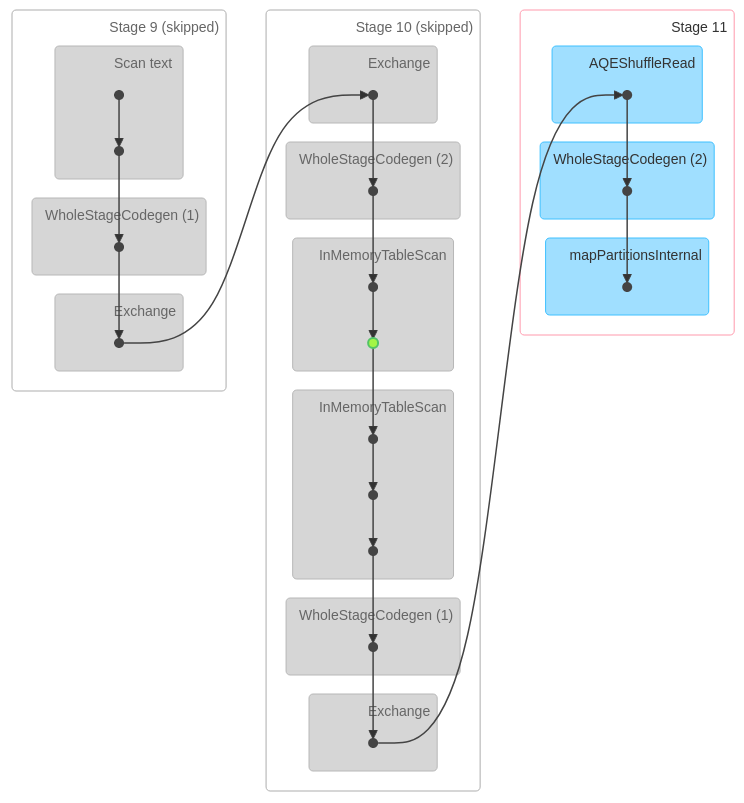 Stage 9 (skipped)
Scan text
WholeStageCodegen (1)
Exchange
Stage 10 (skipped)
Exchange
WholeStageCodegen (2)
InMemoryTableScan
InMemoryTableScan
WholeStageCodegen (1)
Exchange
Stage 11
AQEShuffleRead
WholeStageCodegen (2)
mapPartitionsInternal